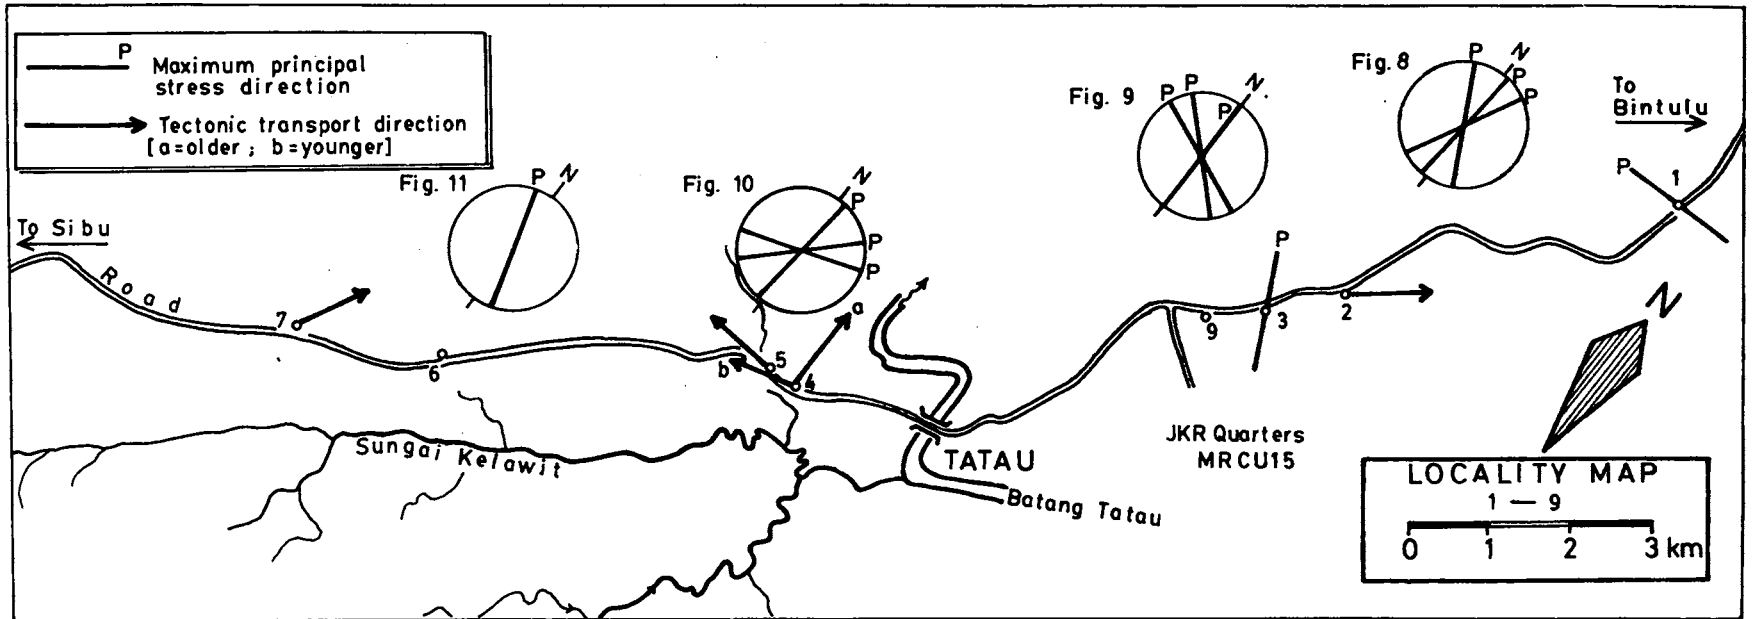 P
Maximum principal
stress direction
Tectonic transport direction
[a=older ; b=younger]
Fig. 11
P
N
Fig. 10
N
P
P
P
Fig. 9
P
P
P
N
Fig. 8
P
N
P
P
To
Bintulu
To Sibu
Road
P
1
P
2
3
9
7
6
5
4
a
b
N
Sungai Kelawit
TATAU
Batang Tatau
JKR Quarters
MRCU15
LOCALITY MAP
1 — 9
0 1 2 3 km